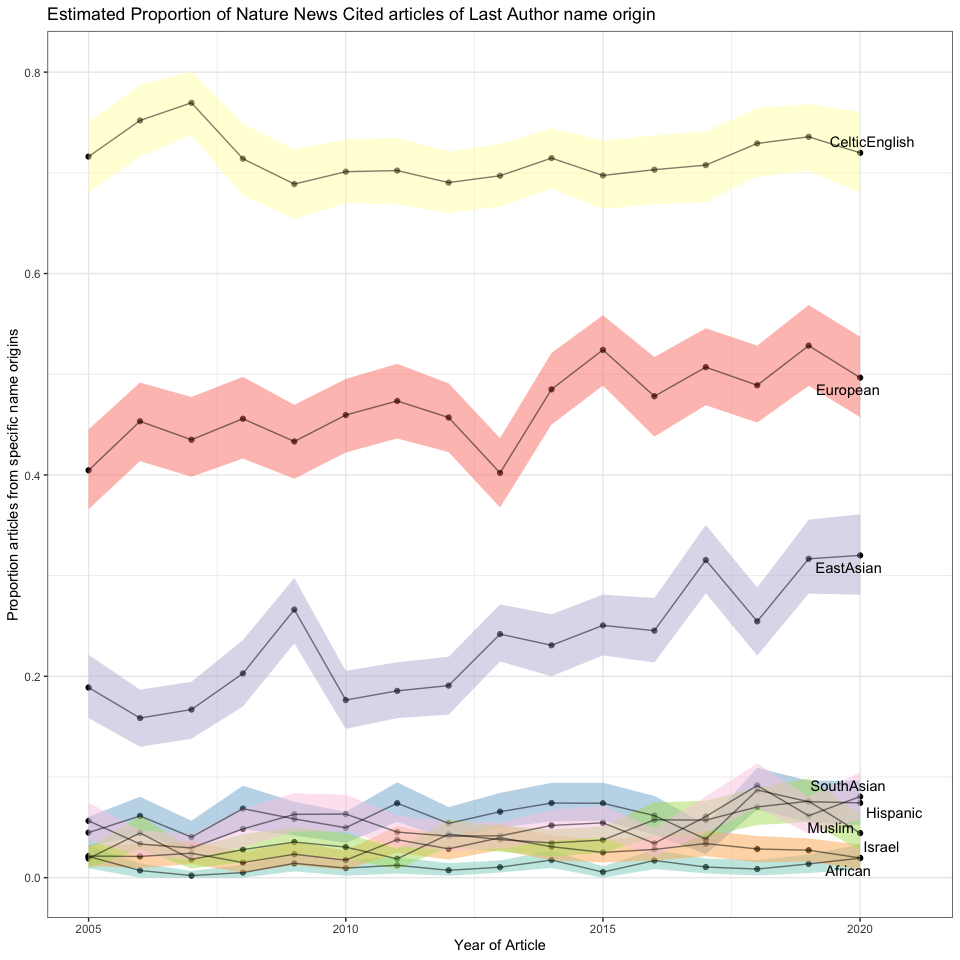 Estimated Proportion of Nature News Cited articles of Last Author name origin
0.8
0.6
0.4
0.2
0.0
Proportion articles from specific name origins
CelticEnglish
European
EastAsian
SouthAsian
Hispanic
Muslim
Israel
African
2005
2010
2015
2020
Year of Article